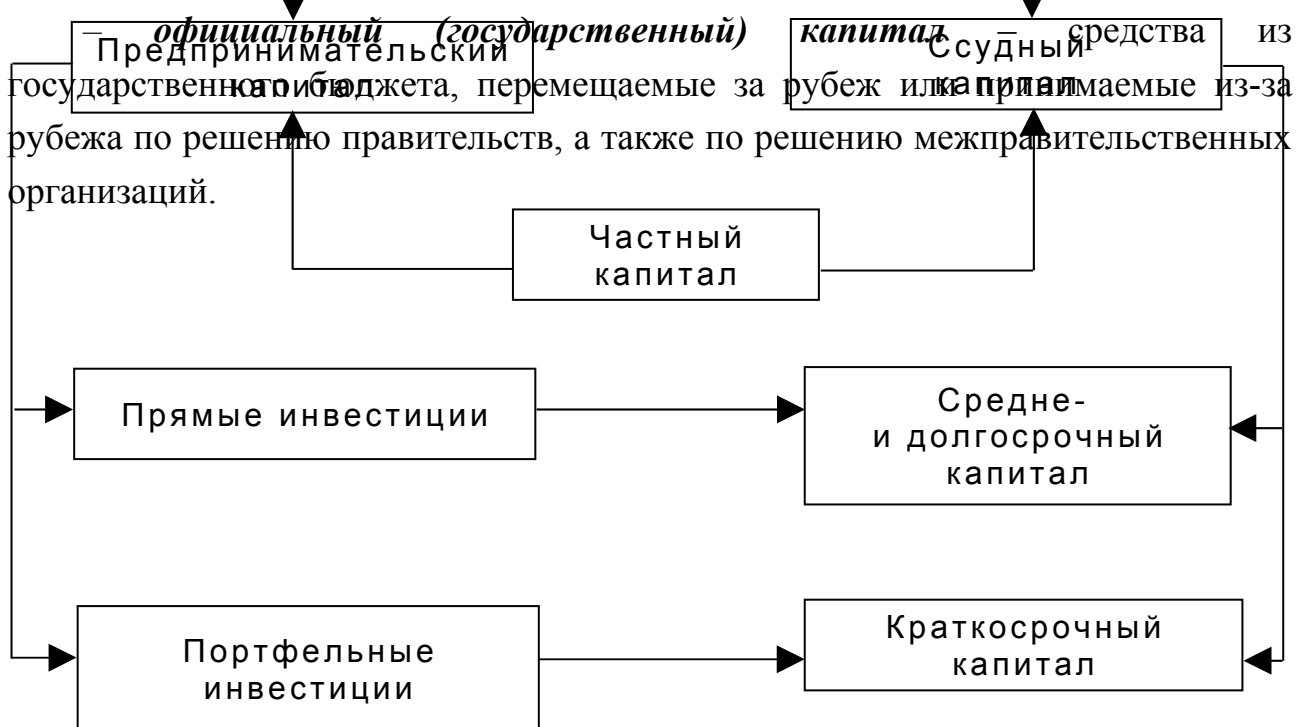 – официальный (государственный) капитал – средства из
государственного бюджета, перемещаемые за рубеж или принимаемые из-за
рубежа по решению правительств, а также по решению межправительственных
организаций.
Предпринимательский
капитал
Ссудный
капитал
Частный
капитал
Прямые инвестиции
Средне-
и долгосрочный
капитал
Портфельные
инвестиции
Краткосрочный
капитал